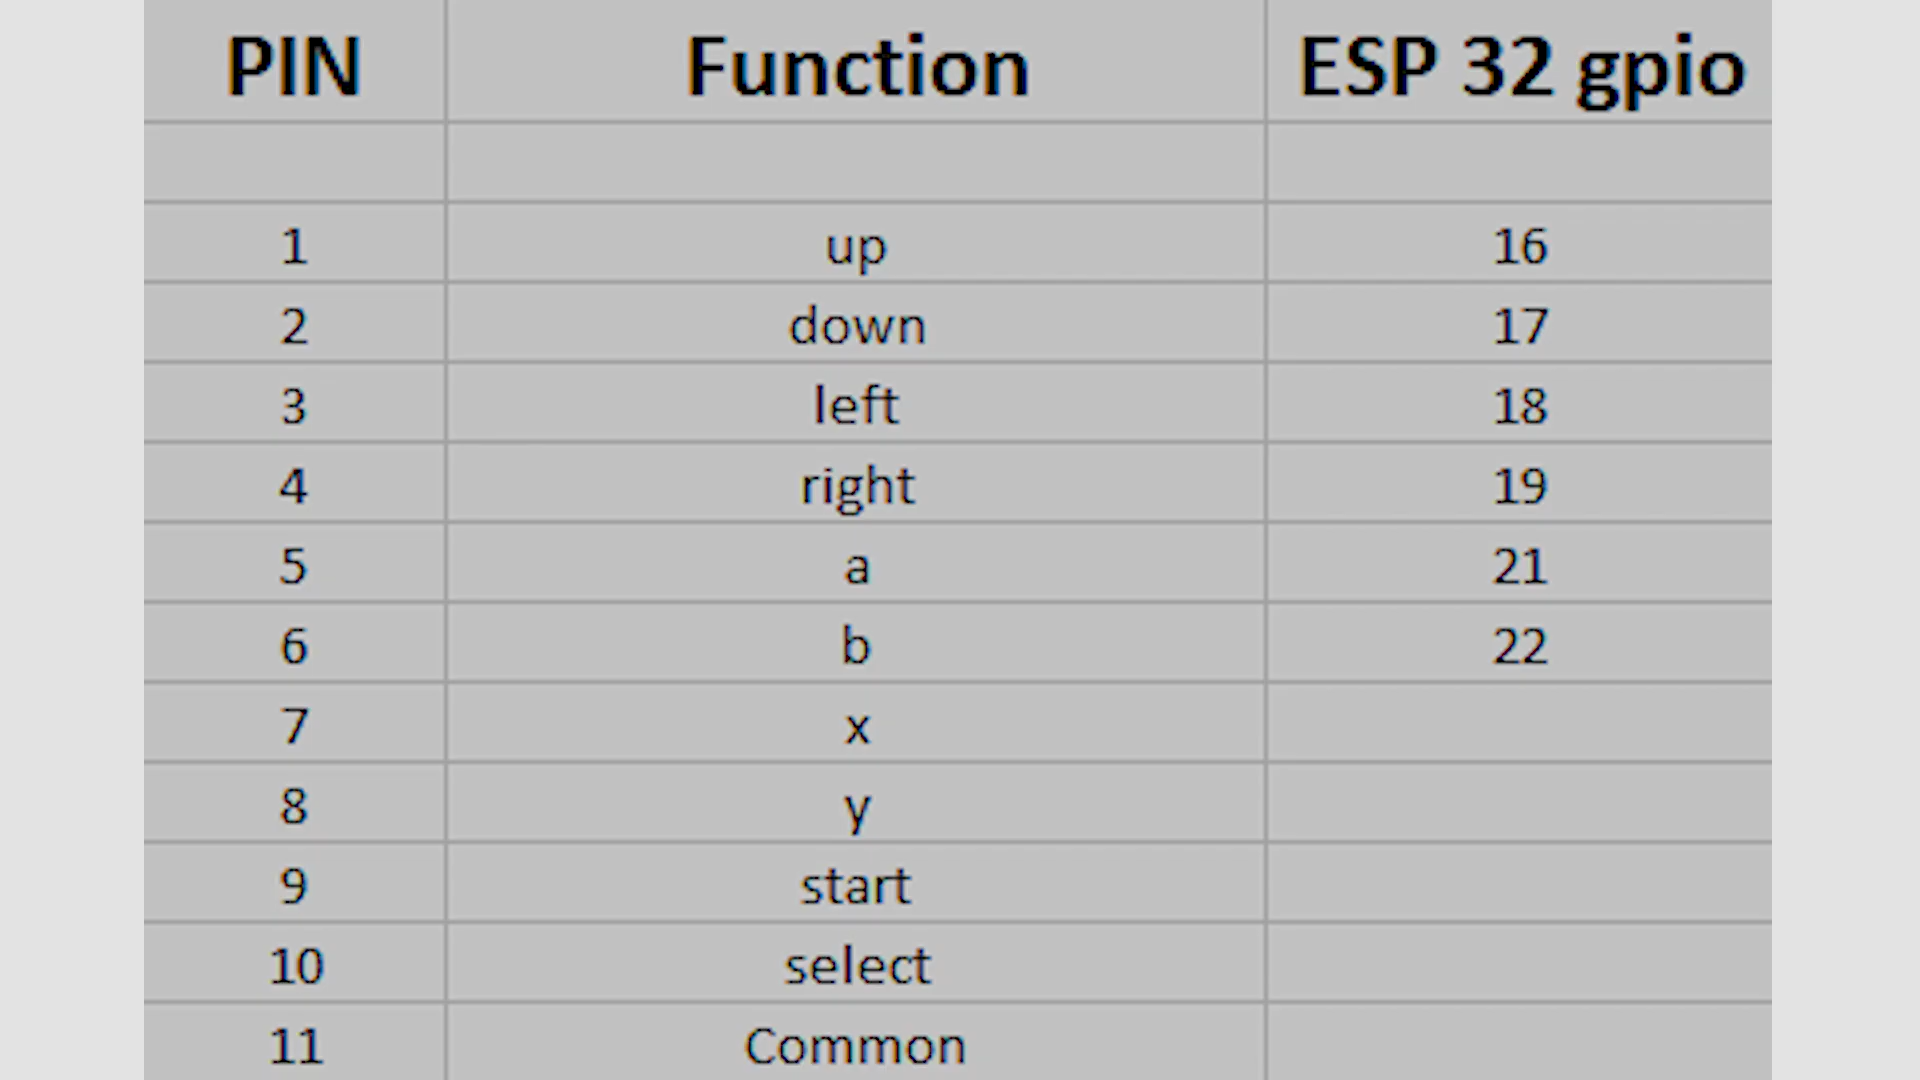 PIN Function ESP 32 gpio
1 up 16
2 down 17
3 left 18
4 right 19
5 a 21
6 b 22
7 x
8 y
9 start
10 select
11 Common